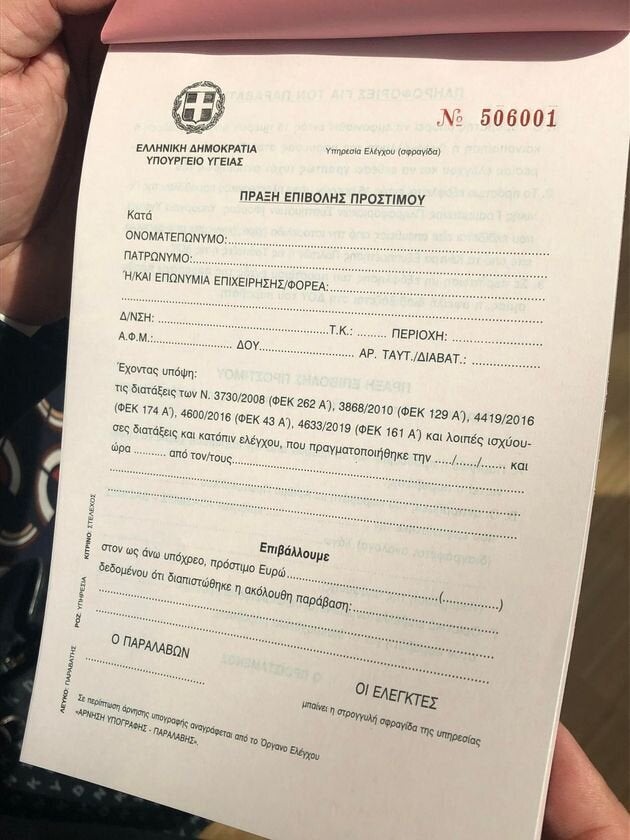 № 506001
ΕΛΛΗΝΙΚΗ ΔΗΜΟΚΡΑΤΙΑ
ΥΠΟΥΡΓΕΙΟ ΥΓΕΙΑΣ
Υπηρεσία Ελέγχου (σφραγίδα)
ΠΡΑΞΗ ΕΠΙΒΟΛΗΣ ΠΡΟΣΤΙΜΟΥ
Κατά
ΟΝΟΜΑΤΕΠΩΝΥΜΟ:
ΠΑΤΡΩΝΥΜΟ:
Ή/ΚΑΙ ΕΠΩΝΥΜΙΑ ΕΠΙΧΕΙΡΗΣΗΣ/ΦΟΡΕΑ:
Δ/ΝΣΗ: Τ.Κ.: ......... ΠΕΡΙΟΧΗ:
Α.Φ.Μ.: ΔΟΥ ΑΡ. ΤΑΥΤ./ΔΙΑΒΑΤ.:
Έχοντας υπόψη:
τις διατάξεις των Ν. 3730/2008 (ΦΕΚ 262 Α΄), 3868/2010 (ΦΕΚ 129 Α΄), 4419/2016
(ΦΕΚ 174 Α΄), 4600/2016 (ΦΕΚ 43 Α΄), 4633/2019 (ΦΕΚ 161 Α΄) και λοιπές ισχύου-
σες διατάξεις και κατόπιν ελέγχου, που πραγματοποιήθηκε την ...../...../....... και
ώρα .......... από τον/τους
Επιβάλλουμε
στον ως άνω υπόχρεο, πρόστιμο Ευρώ (................)
δεδομένου ότι διαπιστώθηκε η ακόλουθη παράβαση:
Ο ΠΑΡΑΛΑΒΩΝ
ΟΙ ΕΛΕΓΚΤΕΣ
μπαίνει η στρογγυλή σφραγίδα της υπηρεσίας
Σε περίπτωση άρνησης υπογραφής αναγράφεται από το Όργανο Ελέγχου
«ΑΡΝΗΣΗ ΥΠΟΓΡΑΦΗΣ - ΠΑΡΑΛΑΒΗΣ».
ΛΕΥΚΟ: ΠΑΡΑΒΑΤΗΣ ΡΟΖ: ΥΠΗΡΕΣΙΑ ΚΙΤΡΙΝΟ: ΣΤΕΛΕΧΟΣ